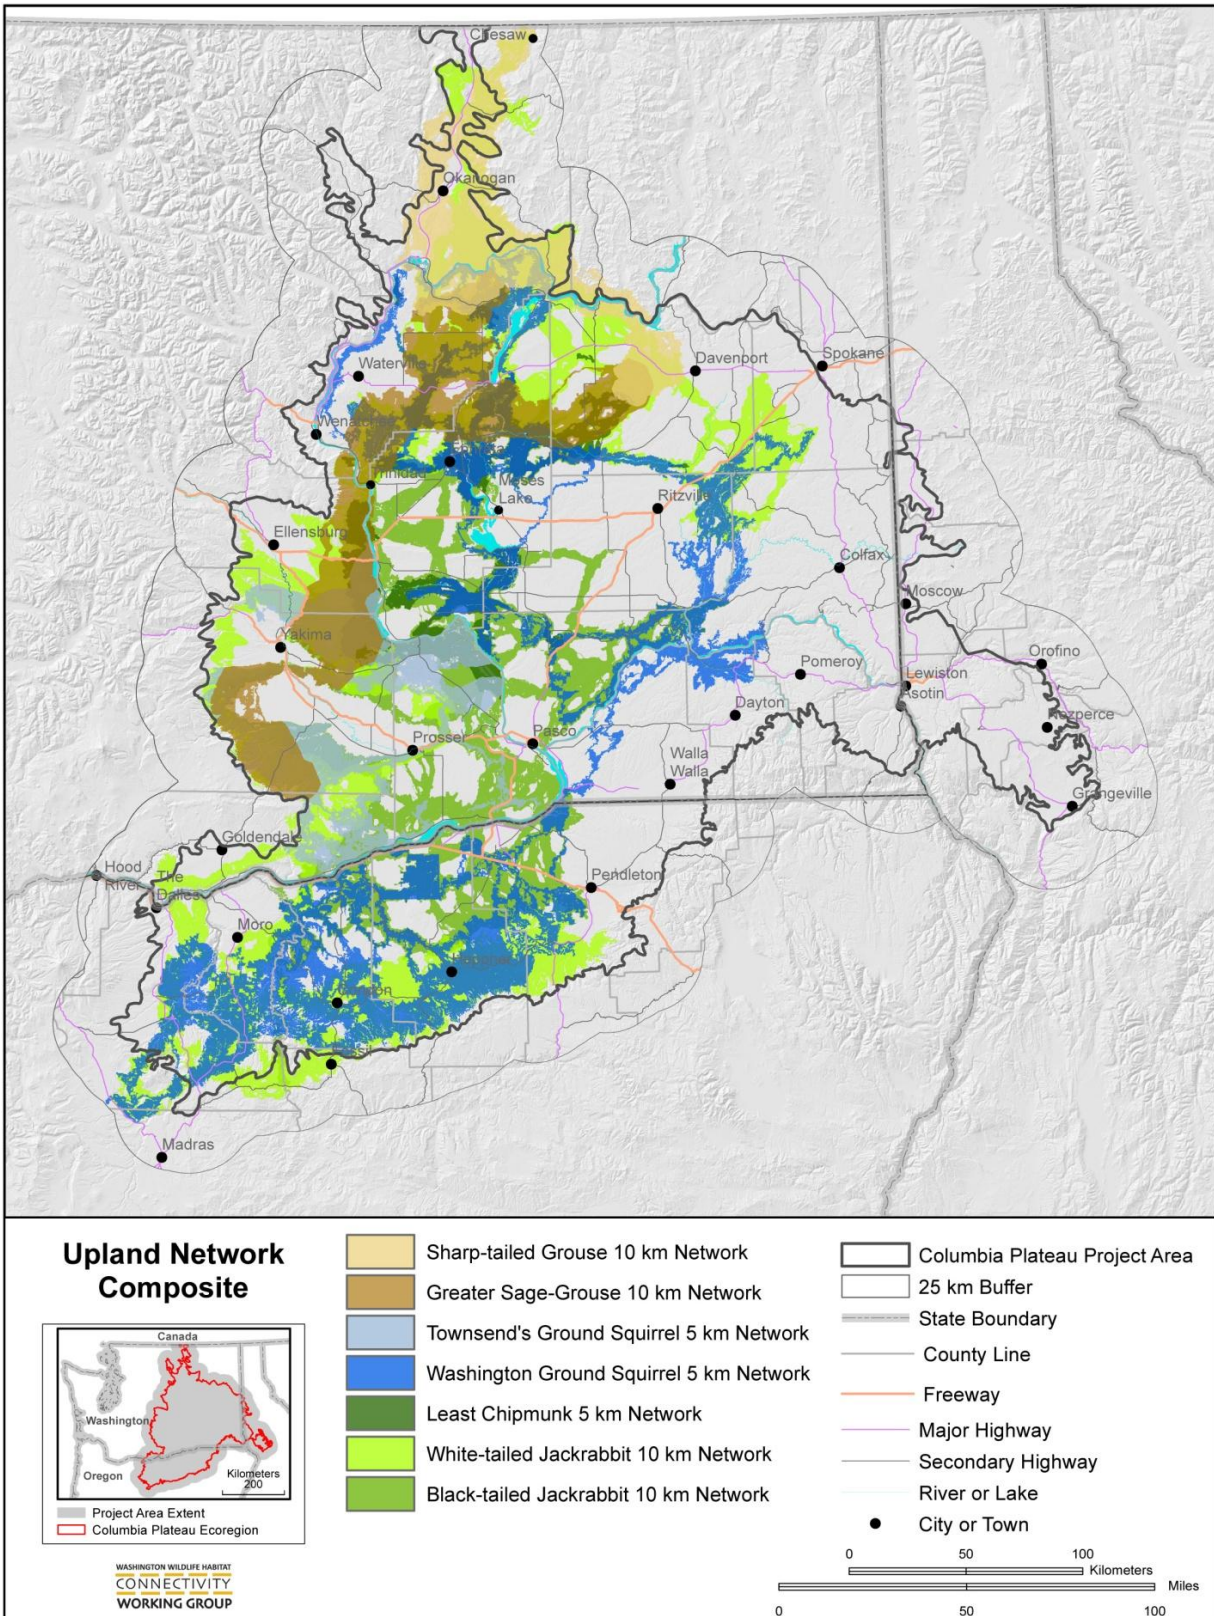 Chesaw
Okanogan
Waterville
Davenport
Spokane
Wenatchee
Ephrata
Trinidad
Moses
Lake
Ritzville
Ellensburg
Colfax
Moscow
Yakima
Orofino
Pomeroy
Lewiston
Asotin
Dayton
Nezperce
Prosser
Pasco
Walla
Walla
Grangeville
Goldendale
Hood
River
The
Dalles
Pendleton
Moro
Heppner
Condon
Fossil
Madras
Upland Network
Composite
Canada
Washington
Oregon
Kilometers
200
Project Area Extent
Columbia Plateau Ecoregion
WASHINGTON WILDLIFE HABITAT
CONNECTIVITY
WORKING GROUP
Sharp-tailed Grouse 10 km Network
Greater Sage-Grouse 10 km Network
Townsend's Ground Squirrel 5 km Network
Washington Ground Squirrel 5 km Network
Least Chipmunk 5 km Network
White-tailed Jackrabbit 10 km Network
Black-tailed Jackrabbit 10 km Network
Columbia Plateau Project Area
25 km Buffer
State Boundary
County Line
Freeway
Major Highway
Secondary Highway
River or Lake
City or Town
0 50 100
Kilometers
Miles
0 50 100